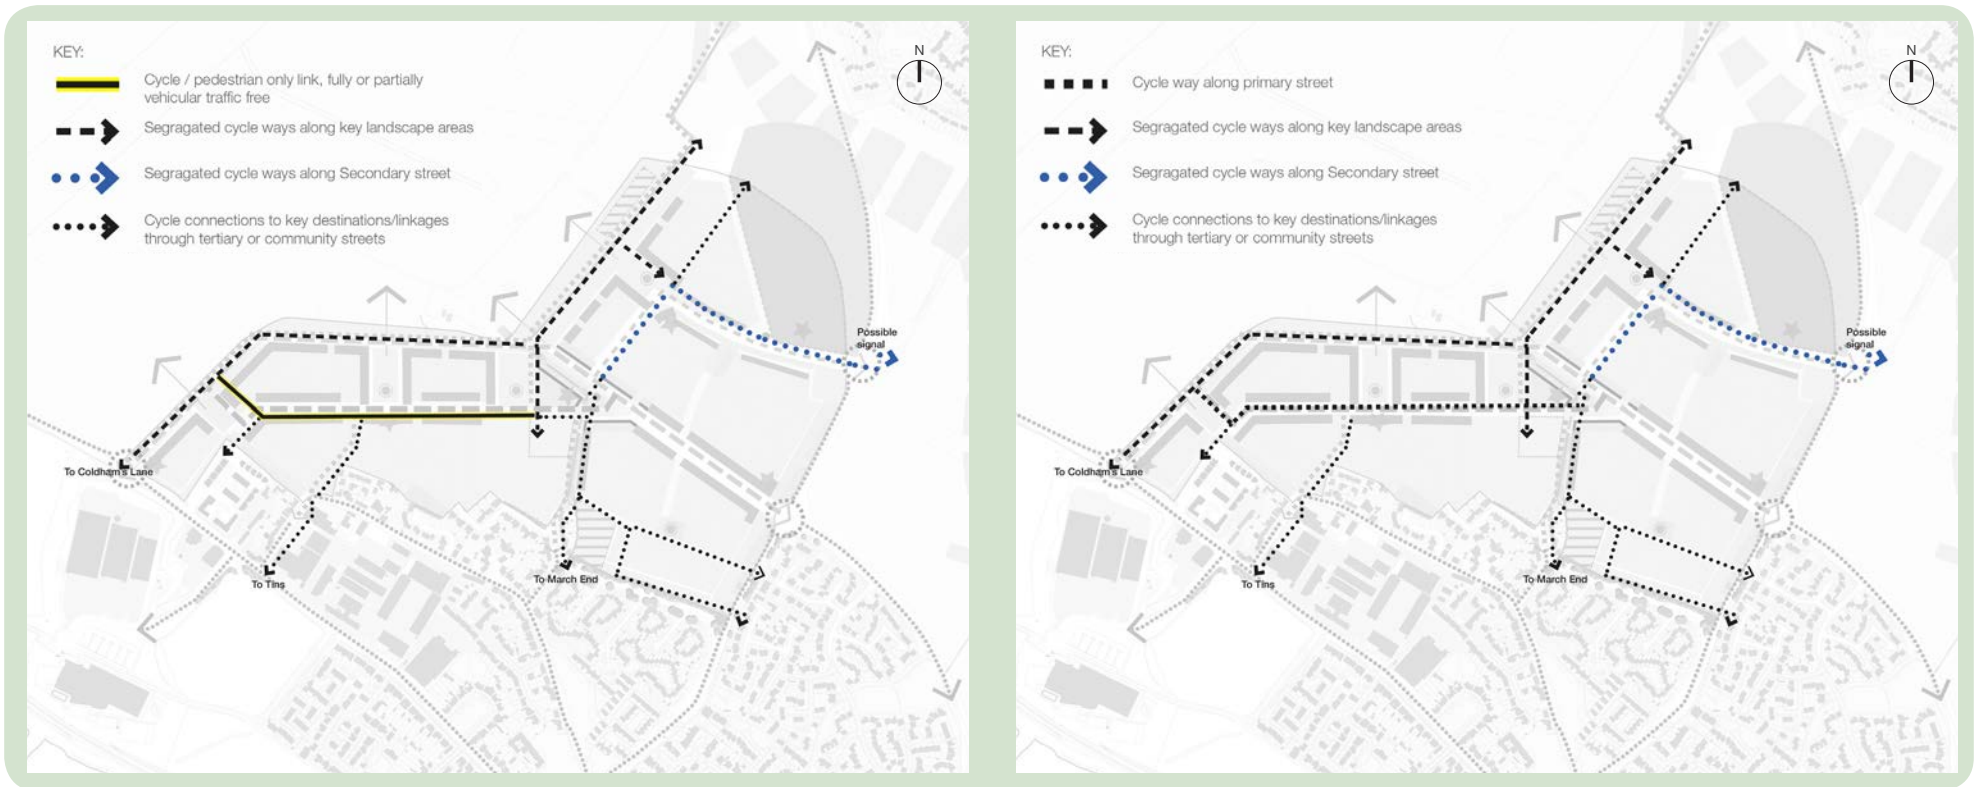 KEY:
Cycle / pedestrian only link, fully or partially
vehicular traffic free
Segragated cycle ways along key landscape areas
Segragated cycle ways along Secondary street
Cycle connections to key destinations/linkages
through tertiary or community streets
N
Possible
signal
To Coldham's Lane
To Tins
To March End
KEY:
Cycle way along primary street
Segragated cycle ways along key landscape areas
Segragated cycle ways along Secondary street
Cycle connections to key destinations/linkages
through tertiary or community streets
N
Possible
signal
To Coldham's Lane
To Tins
To March End